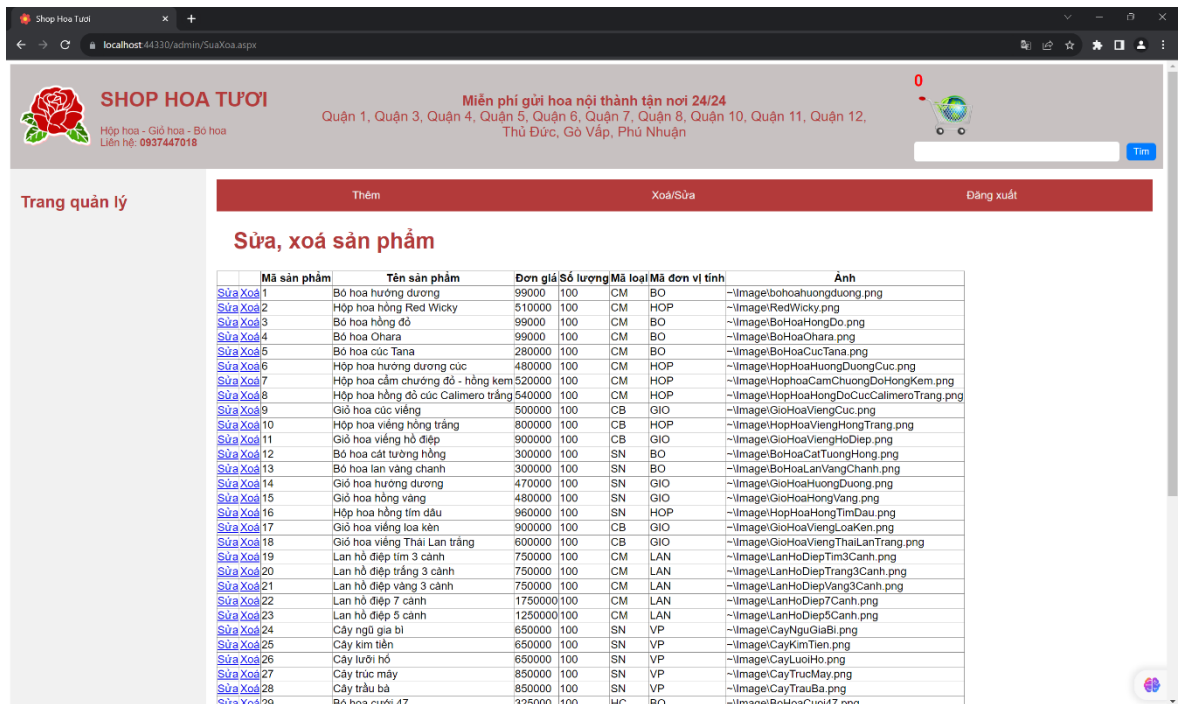 Shop Hoa Tươi
localhost:44330/admin/SuaXoa.aspx
SHOP HOA TƯƠI
Hộp hoa - Giỏ hoa - Bó hoa
Liên hệ: 0937447018
Miễn phí gửi hoa nội thành tận nơi 24/24
Quận 1, Quận 3, Quận 4, Quận 5, Quận 6, Quận 7, Quận 8, Quận 10, Quận 11, Quận 12,
Thủ Đức, Gò Vấp, Phú Nhuận
0
Tìm
Trang quản lý
Thêm Xoá/Sửa Đăng xuất
Sửa, xoá sản phẩm
Mã sản phẩm Tên sản phẩm Đơn giá Số lượng Mã loại Mã đơn vị tính Ảnh
Sửa Xoá 1 Bó hoa hướng dương 99000 100 CM BO ~\Image\bohoahuongduong.png
Sửa Xoá 2 Hộp hoa hồng Red Wicky 510000 100 CM HOP ~\Image\RedWicky.png
Sửa Xoá 3 Bó hoa hồng đỏ 99000 100 CM BO ~\Image\BoHoaHongDo.png
Sửa Xoá 4 Bó hoa Ohara 99000 100 CM BO ~\Image\BoHoaOhara.png
Sửa Xoá 5 Bó hoa cúc Tana 280000 100 CM BO ~\Image\BoHoaCucTana.png
Sửa Xoá 6 Hộp hoa hướng dương cúc 480000 100 CM HOP ~\Image\HopHoaHuongDuongCuc.png
Sửa Xoá 7 Hộp hoa cẩm chướng đỏ - hồng kem 520000 100 CM HOP ~\Image\HophoaCamChuongDoHongKem.png
Sửa Xoá 8 Hộp hoa hồng đỏ cúc Calimero trắng 540000 100 CM HOP ~\Image\HopHoaHongDoCucCalimeroTrang.png
Sửa Xoá 9 Giỏ hoa cúc viếng 500000 100 CB GIO ~\Image\GioHoaViengCuc.png
Sửa Xoá 10 Hộp hoa viếng hồng trắng 800000 100 CB HOP ~\Image\HopHoaViengHongTrang.png
Sửa Xoá 11 Giỏ hoa viếng hồ điệp 900000 100 CB GIO ~\Image\GioHoaViengHoDiep.png
Sửa Xoá 12 Bó hoa cát tường hồng 300000 100 SN BO ~\Image\BoHoaCatTuongHong.png
Sửa Xoá 13 Bó hoa lan vàng chanh 300000 100 SN BO ~\Image\BoHoaLanVangChanh.png
Sửa Xoá 14 Giỏ hoa hướng dương 470000 100 SN GIO ~\Image\GioHoaHuongDuong.png
Sửa Xoá 15 Giỏ hoa hồng vàng 480000 100 SN GIO ~\Image\GioHoaHongVang.png
Sửa Xoá 16 Hộp hoa hồng tím dâu 960000 100 SN HOP ~\Image\HopHoaHongTimDau.png
Sửa Xoá 17 Giỏ hoa viếng loa kèn 900000 100 CB GIO ~\Image\GioHoaViengLoaKen.png
Sửa Xoá 18 Giỏ hoa viếng Thái Lan trắng 600000 100 CB GIO ~\Image\GioHoaViengThaiLanTrang.png
Sửa Xoá 19 Lan hồ điệp tím 3 cành 750000 100 CM LAN ~\Image\LanHoDiepTim3Canh.png
Sửa Xoá 20 Lan hồ điệp trắng 3 cành 750000 100 CM LAN ~\Image\LanHoDiepTrang3Canh.png
Sửa Xoá 21 Lan hồ điệp vàng 3 cành 750000 100 CM LAN ~\Image\LanHoDiepVang3Canh.png
Sửa Xoá 22 Lan hồ điệp 7 cành 1750000 100 CM LAN ~\Image\LanHoDiep7Canh.png
Sửa Xoá 23 Lan hồ điệp 5 cành 1250000 100 CM LAN ~\Image\LanHoDiep5Canh.png
Sửa Xoá 24 Cây ngũ gia bì 650000 100 SN VP ~\Image\CayNguGiaBi.png
Sửa Xoá 25 Cây kim tiền 650000 100 SN VP ~\Image\CayKimTien.png
Sửa Xoá 26 Cây lưỡi hổ 650000 100 SN VP ~\Image\CayLuoiHo.png
Sửa Xoá 27 Cây trúc mây 850000 100 SN VP ~\Image\CayTrucMay.png
Sửa Xoá 28 Cây trầu bà 850000 100 SN VP ~\Image\CayTrauBa.png
Sửa Xoá 29 Bó hoa cưới 47 325000 100 HC BO ~\Image\BoHoaCuoi47.png